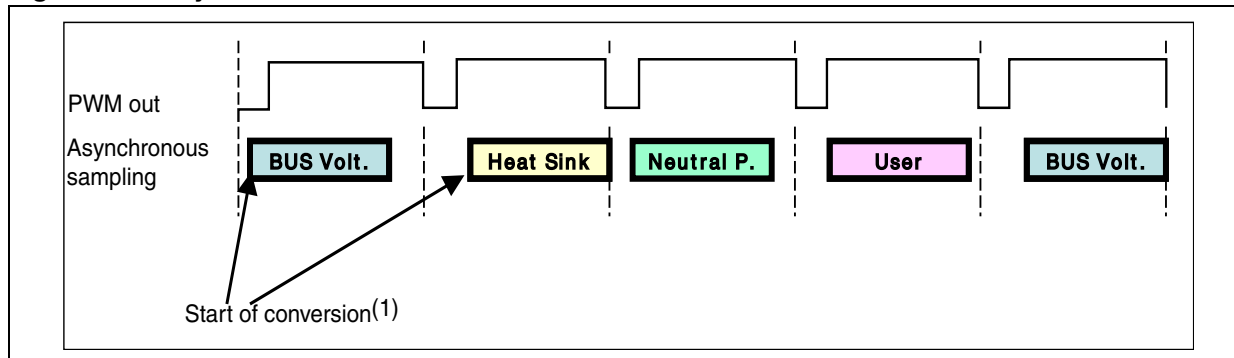 PWM out
Asynchronous
sampling
BUS Volt.
Heat Sink
Neutral P.
User
BUS Volt.
Start of conversion(1)